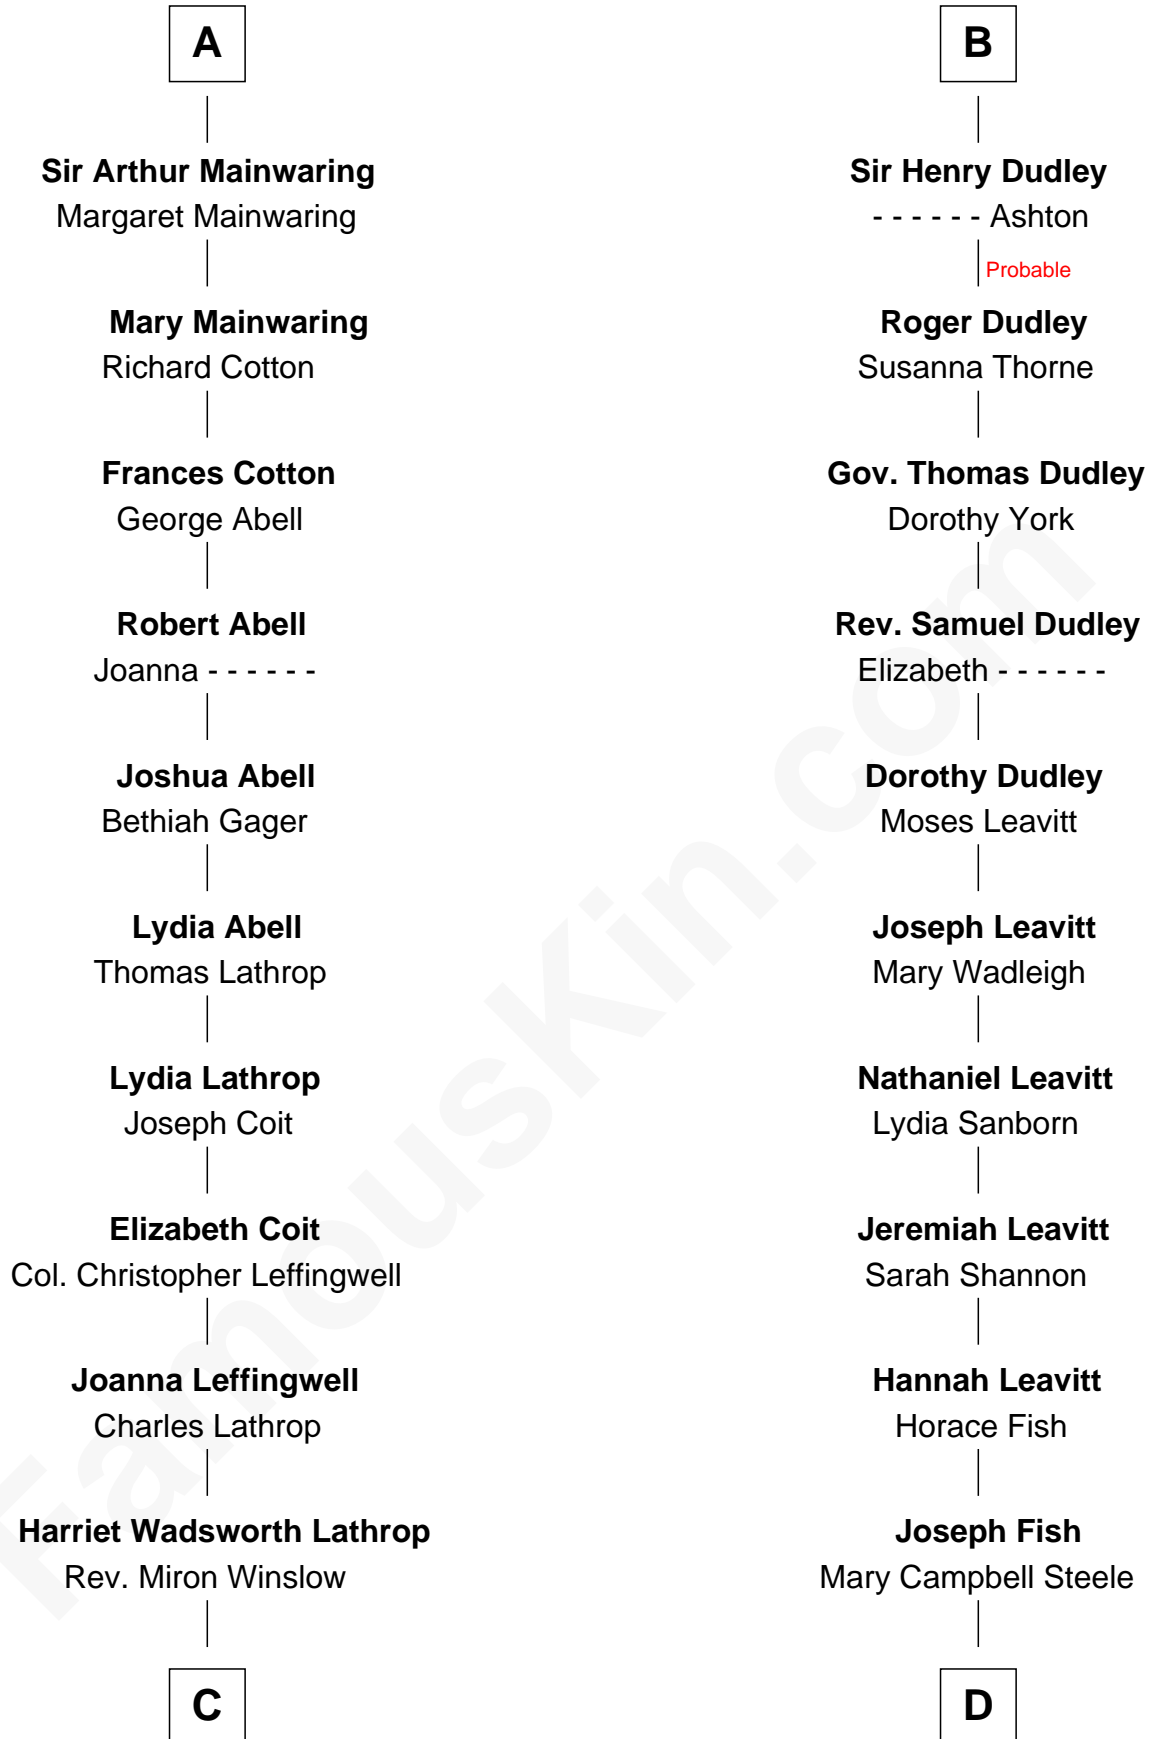 A
Sir Arthur Mainwaring
Margaret Mainwaring
Mary Mainwaring
Richard Cotton
Frances Cotton
George Abell
Robert Abell
Joanna - - - - - -
Joshua Abell
Bethiah Gager
Lydia Abell
Thomas Lathrop
Lydia Lathrop
Joseph Coit
Elizabeth Coit
Col. Christopher Leffingwell
Joanna Leffingwell
Charles Lathrop
Harriet Wadsworth Lathrop
Rev. Miron Winslow
C
B
Sir Henry Dudley
- - - - - - Ashton
Probable
Roger Dudley
Susanna Thorne
Gov. Thomas Dudley
Dorothy York
Rev. Samuel Dudley
Elizabeth - - - - - -
Dorothy Dudley
Moses Leavitt
Joseph Leavitt
Mary Wadleigh
Nathaniel Leavitt
Lydia Sanborn
Jeremiah Leavitt
Sarah Shannon
Hannah Leavitt
Horace Fish
Joseph Fish
Mary Campbell Steele
D
FamousKin.com